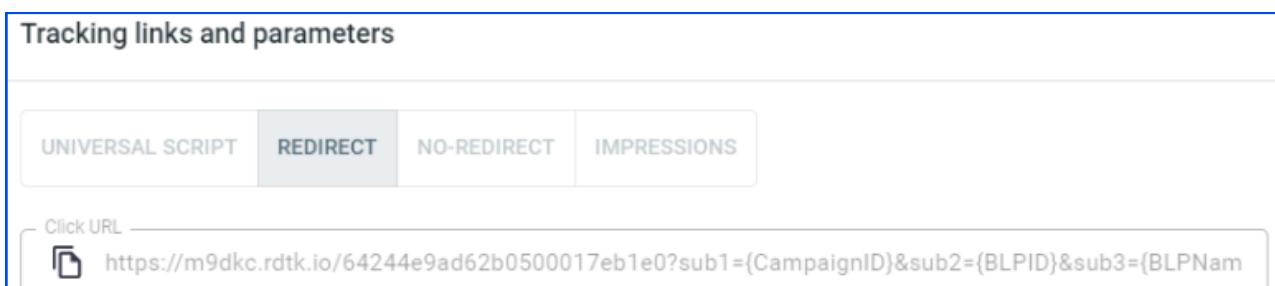 Tracking links and parameters
UNIVERSAL SCRIPT REDIRECT NO-REDIRECT IMPRESSIONS
Click URL
https://m9dkc.rdtk.io/64244e9ad62b0500017eb1e0?sub1={CampaignID}&sub2={BLPID}&sub3={BLPNam